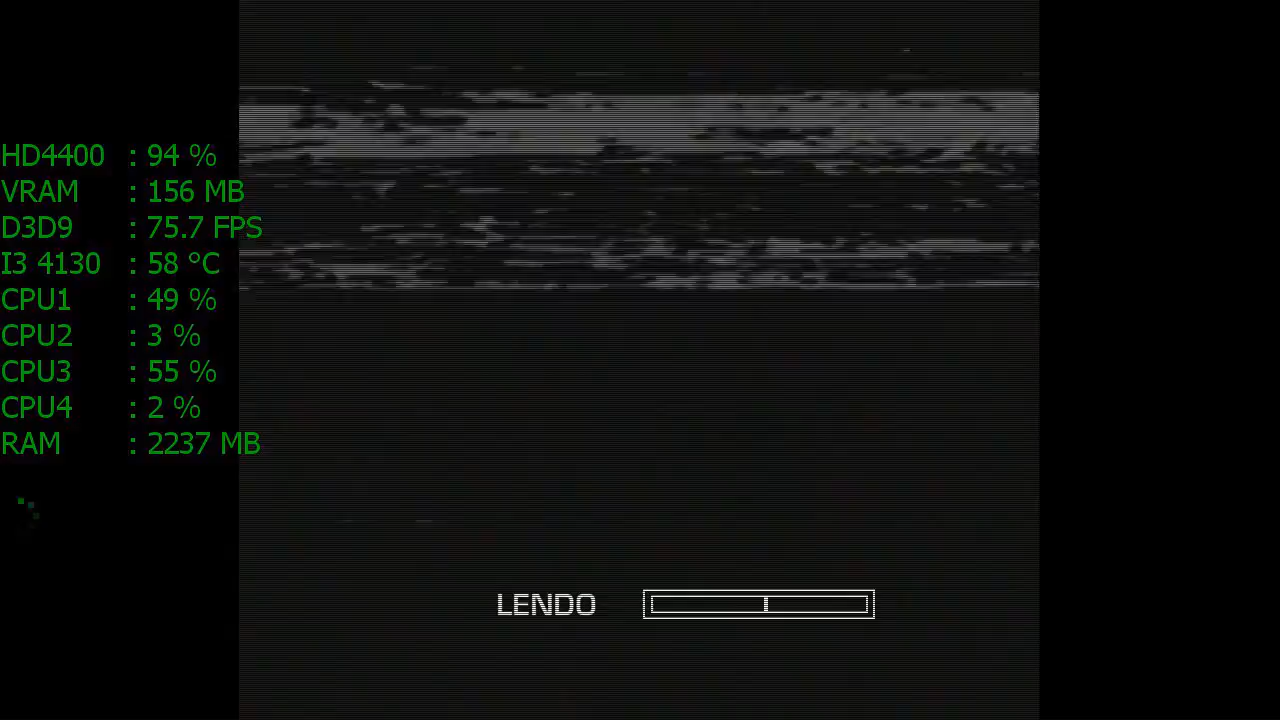 HD4400 : 94 %
VRAM : 156 MB
D3D9 : 75.7 FPS
I3 4130 : 58 °C
CPU1 : 49 %
CPU2 : 3 %
CPU3 : 55 %
CPU4 : 2 %
RAM : 2237 MB
LENDO